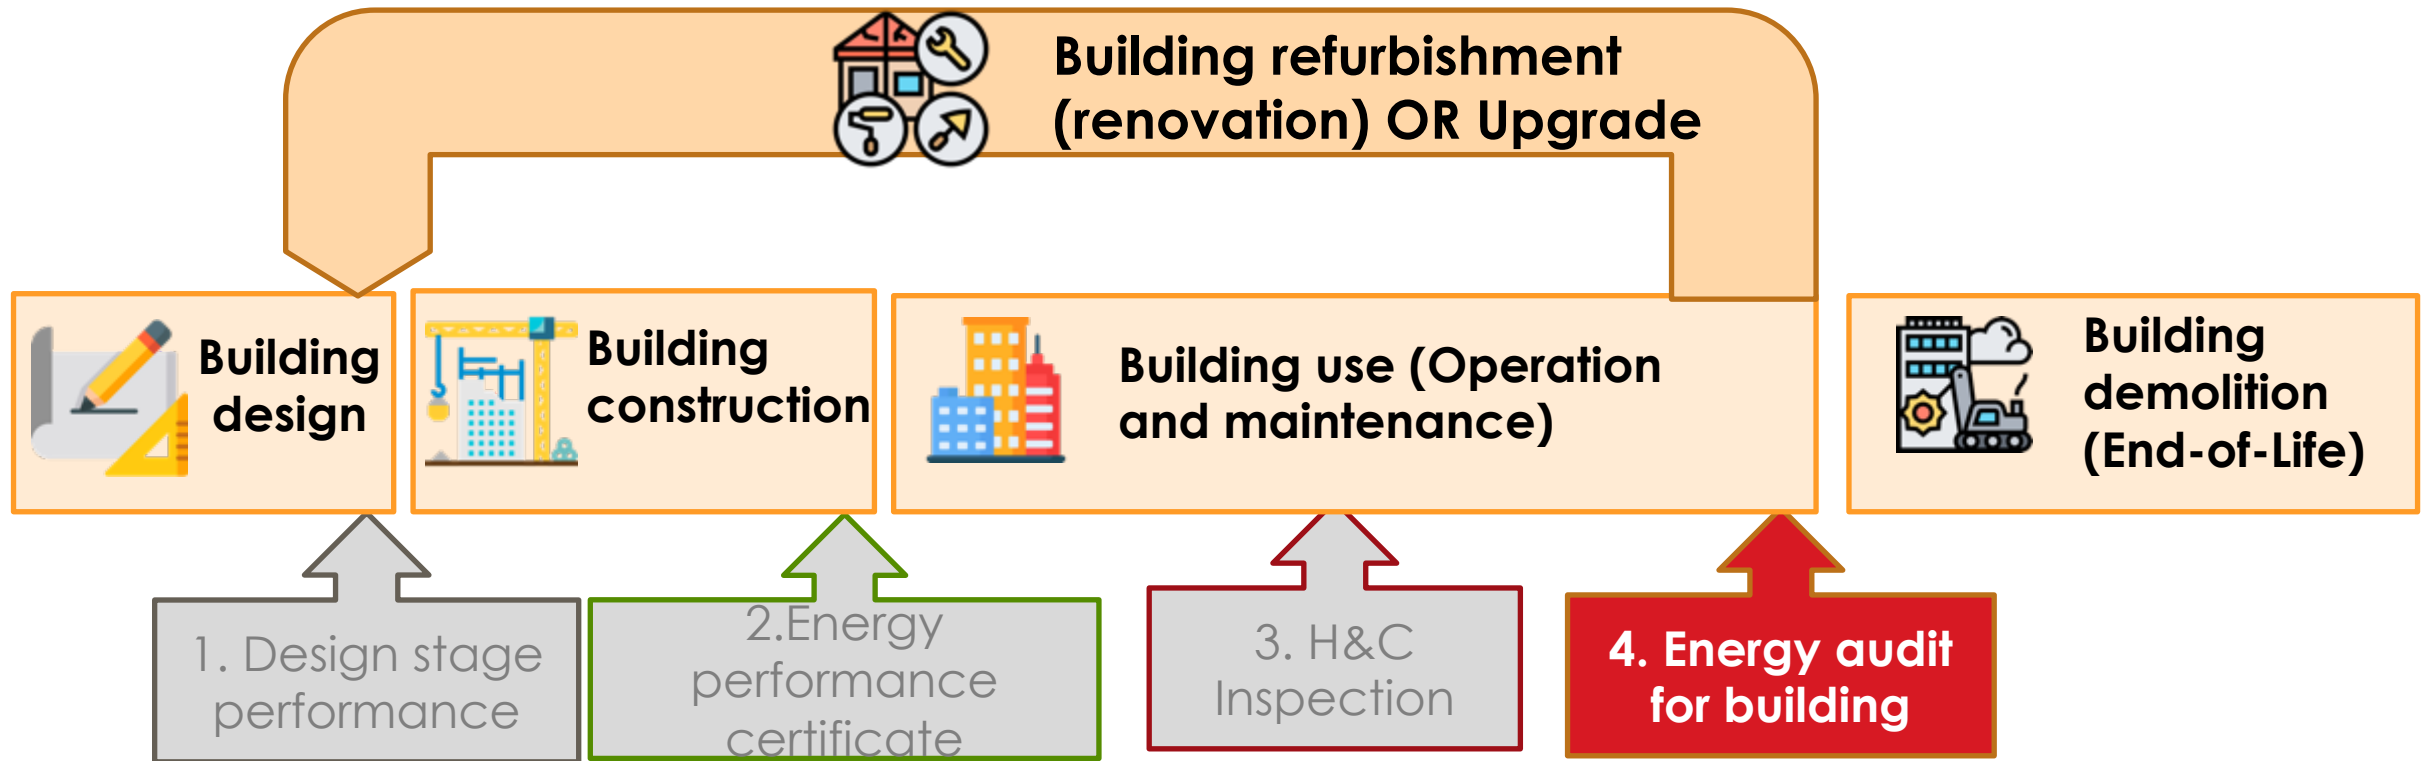 Building refurbishment
(renovation) OR Upgrade
Building
design
Building
construction
Building use (Operation
and maintenance)
Building
demolition
(End-of-Life)
1. Design stage
performance
2.Energy
performance
certificate
3. H&C
Inspection
4. Energy audit
for building